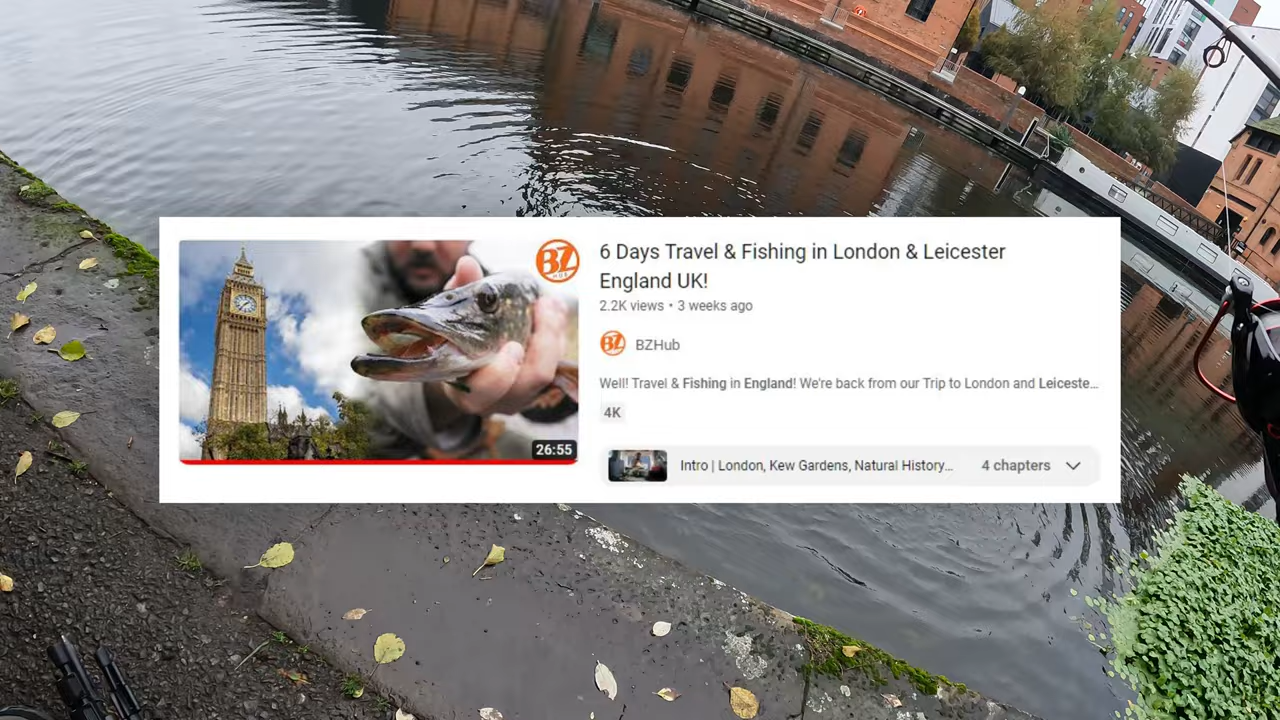 BZ
HUB
26:55
6 Days Travel & Fishing in London & Leicester
England UK!
2.2K views • 3 weeks ago
BZ
BZHub
Well! Travel & Fishing in England! We're back from our Trip to London and Leiceste...
4K
Intro | London, Kew Gardens, Natural History...
4 chapters